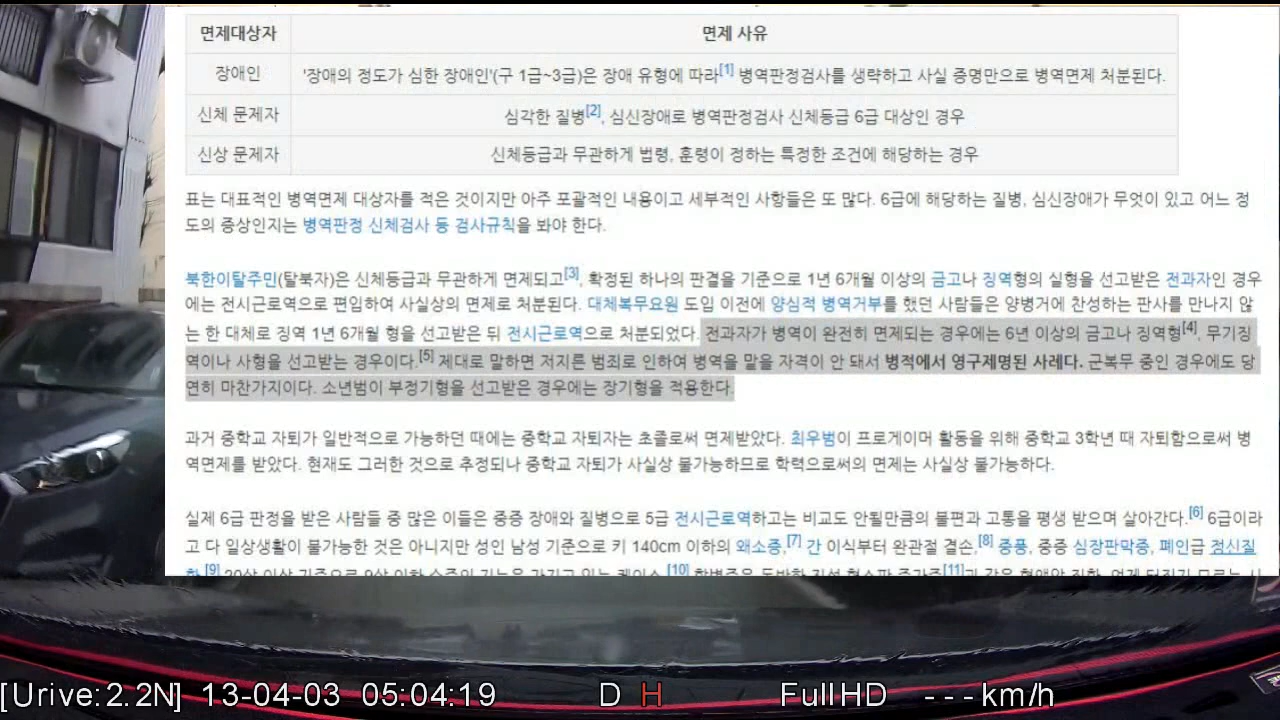 면제대상자 면제 사유
장애인 '장애의 정도가 심한 장애인'(구 1급~3급)은 장애 유형에 따라[1] 병역판정검사를 생략하고 사실 증명만으로 병역면제 처분된다.
신체 문제자 심각한 질병[2], 심신장애로 병역판정검사 신체등급 6급 대상인 경우
신상 문제자 신체등급과 무관하게 법령, 훈령이 정하는 특정한 조건에 해당하는 경우
표는 대표적인 병역면제 대상자를 적은 것이지만 아주 포괄적인 내용이고 세부적인 사항들은 또 많다. 6급에 해당하는 질병, 심신장애가 무엇이 있고 어느 정
도의 증상인지는 병역판정 신체검사 등 검사규칙을 봐야 한다.
북한이탈주민(탈북자)은 신체등급과 무관하게 면제되고[3], 확정된 하나의 판결을 기준으로 1년 6개월 이상의 금고나 징역형의 실형을 선고받은 전과자인 경우
에는 전시근로역으로 편입하여 사실상의 면제로 처분된다. 대체복무요원 도입 이전에 양심적 병역거부를 했던 사람들은 양병거에 찬성하는 판사를 만나지 않
는 한 대체로 징역 1년 6개월 형을 선고받은 뒤 전시근로역으로 처분되었다. 전과자가 병역이 완전히 면제되는 경우에는 6년 이상의 금고나 징역형[4], 무기징
역이나 사형을 선고받는 경우이다.[5] 제대로 말하면 저지른 범죄로 인하여 병역을 맡을 자격이 안 돼서 병적에서 영구제명된 사례다. 군복무 중인 경우에도 당
연히 마찬가지이다. 소년범이 부정기형을 선고받은 경우에는 장기형을 적용한다.
과거 중학교 자퇴가 일반적으로 가능하던 때에는 중학교 자퇴자는 초졸로써 면제받았다. 최우범이 프로게이머 활동을 위해 중학교 3학년 때 자퇴함으로써 병
역면제를 받았다. 현재도 그러한 것으로 추정되나 중학교 자퇴가 사실상 불가능하므로 학력으로써의 면제는 사실상 불가능하다.
실제 6급 판정을 받은 사람들 중 많은 이들은 중증 장애와 질병으로 5급 전시근로역하고는 비교도 안될만큼의 불편과 고통을 평생 받으며 살아간다.[6] 6급이라
고 다 일상생활이 불가능한 것은 아니지만 성인 남성 기준으로 키 140cm 이하의 왜소증,[7] 간 이식부터 완관절 결손,[8] 중풍, 중증 심장판막증, 폐인급 정신질
[Urive:2.2N] 13-04-03 05:04:19 D H Full HD ---km/h